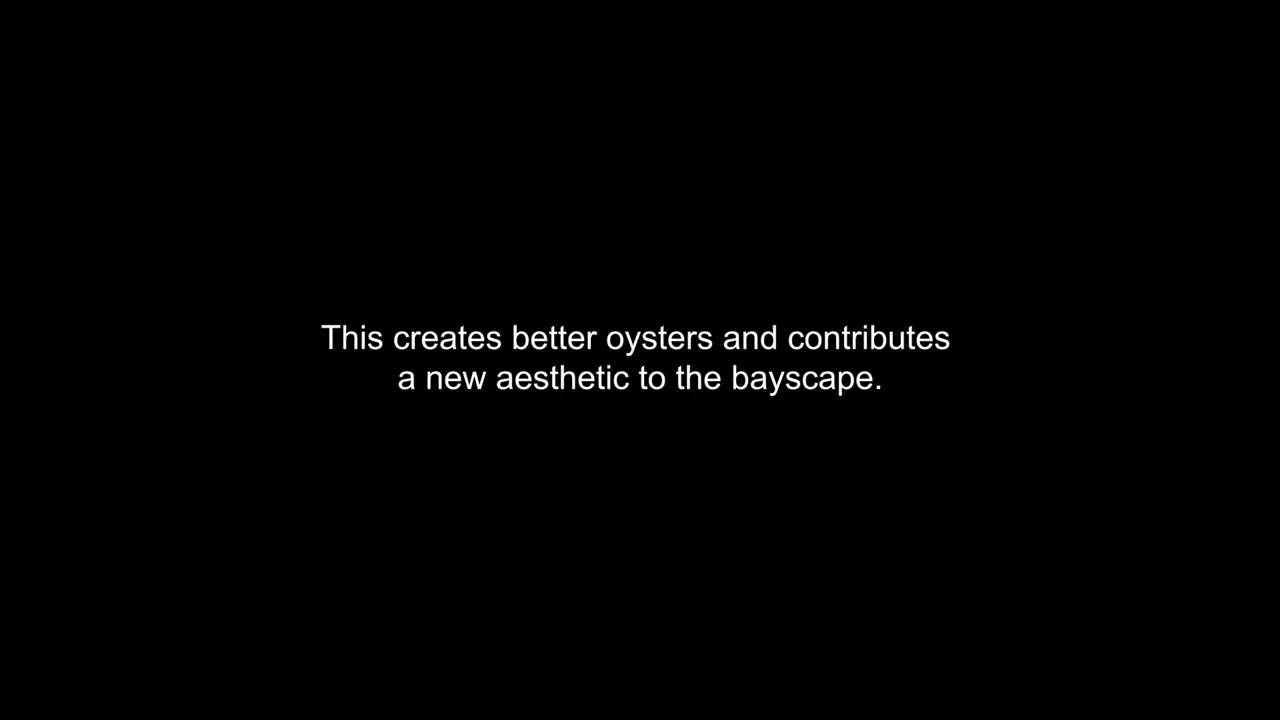 This creates better oysters and contributes
a new aesthetic to the bayscape.